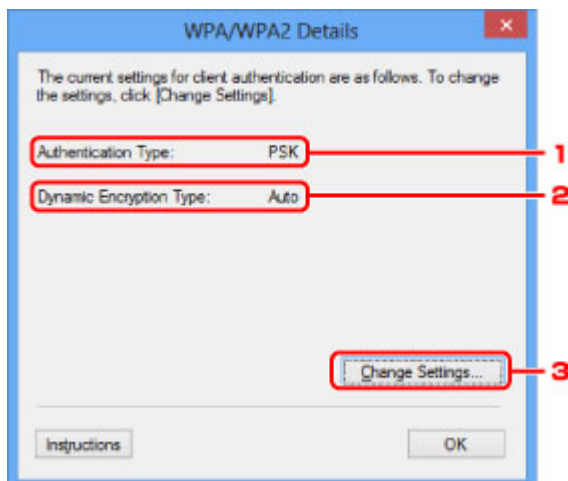 WPA/WPA2 Details
The current settings for client authentication are as follows. To change
the settings, click [Change Settings].
Authentication Type: PSK 1
Dynamic Encryption Type: Auto 2
Change Settings... 3
Instructions OK